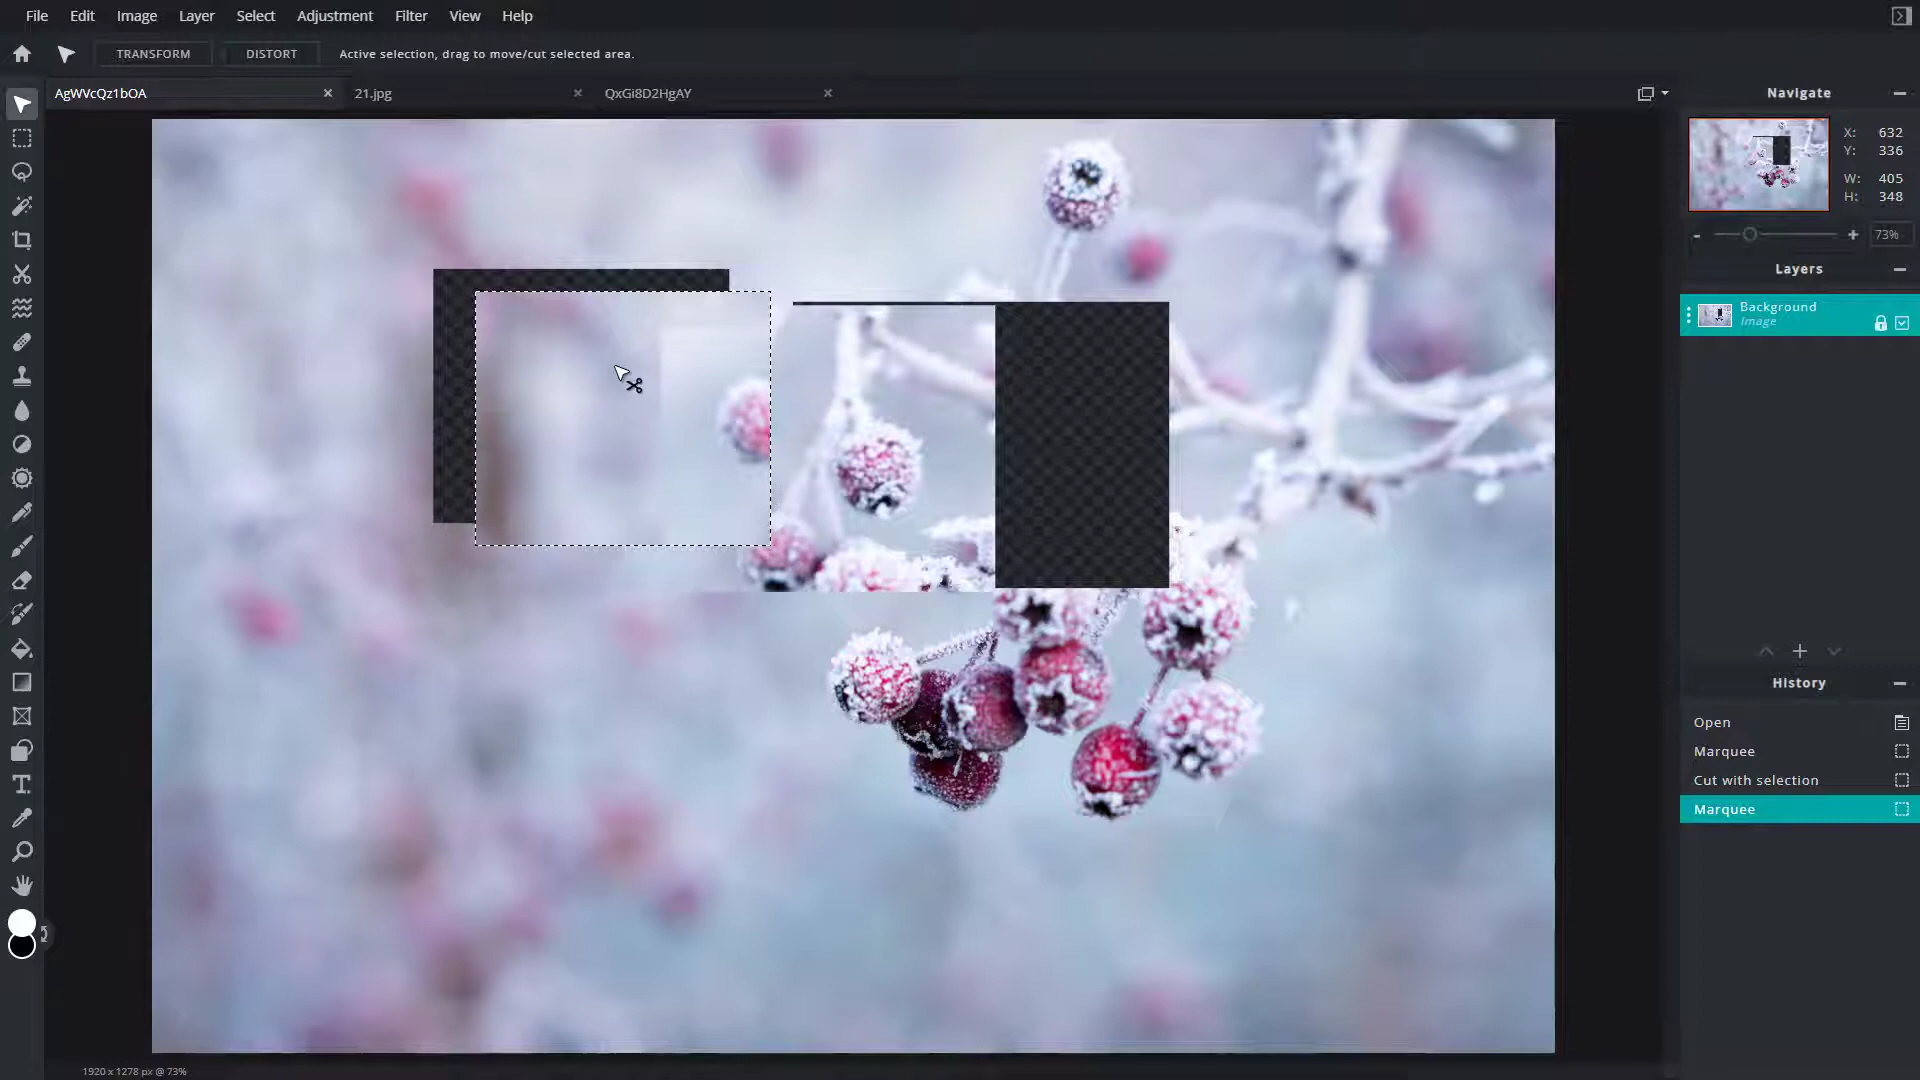 File Edit Image Layer Select Adjustment Filter View Help
TRANSFORM DISTORT Active selection, drag to move/cut selected area.
AgWVcQz1bOA 21.jpg QxGi8D2HgAY
Navigate
X: 632
Y: 336
W: 405
H: 348
73%
Layers
Background
Image
History
Open
Marquee
Cut with selection
Marquee
1920 x 1278 px @ 73%